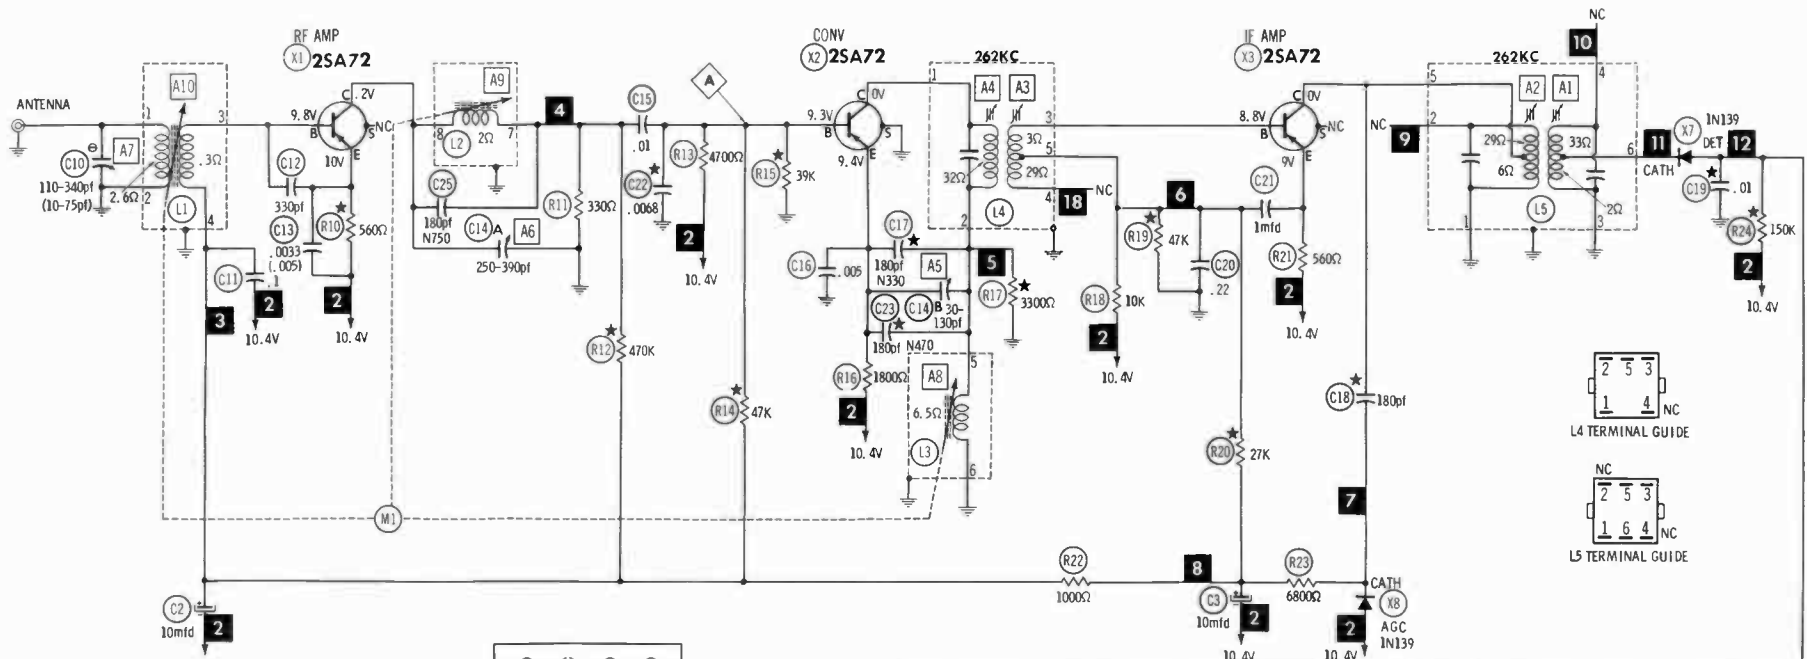 RF AMP
X1 2SA72
CONV
X2 2SA72
IF AMP
X3 2SA72
NC
10
262KC
262KC
A10
A9
A
A4 A3
A2 A1
ANTENNA
1
3
9.8V
C .2V
B
S NC
E
10V
8
7
2Ω
L2
4
C15
.01
9.3V
C 0V
B
S
E
9.4V
1
3
3Ω
5
32Ω
29Ω
4
NC
18
L4
2
8.8V
C 0V
B
S NC
E
9V
5
4
NC
9
2
29Ω
6Ω
33Ω
6
2Ω
L5
1
3
11
CATH
X7
1N139
DET
12
C19
.01
R24
150K
2
10.4V
C10
110-340pf
(10-75pf)
A7
2.6Ω
2
.3Ω
L1
4
C12
330pf
C13
.0033
(.005)
R10
560Ω
C11
.1
2
10.4V
2
10.4V
3
C25
180pf
N750
C14 A
A6
250-390pf
R11
330Ω
C22
.0068
R13
4700Ω
2
10.4V
R15
39K
R12
470K
R14
47K
C16
.005
C17
180pf
N330
A5
5
C23
180pf
N470
C14 B
30-
130pf
R17
3300Ω
R16
1800Ω
2
10.4V
A8
5
6.5Ω
L3
6
6
R19
47K
C21
1mfd
C20
.22
R21
560Ω
2
10.4V
R18
10K
2
10.4V
R20
27K
C18
180pf
7
2 5 3
1 4
NC
L4 TERMINAL GUIDE
NC
2 5 3
1 6 4
NC
L5 TERMINAL GUIDE
M1
R22
1000Ω
8
R23
6800Ω
CATH
X8
AGC
1N139
C2
10mfd
2
C3
10mfd
2
10.4V
2
10.4V